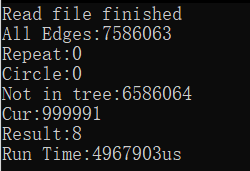 Read file finished
All Edges:7586063
Repeat:0
Circle:0
Not in tree:6586064
Cur:999991
Result:8
Run Time:4967903us